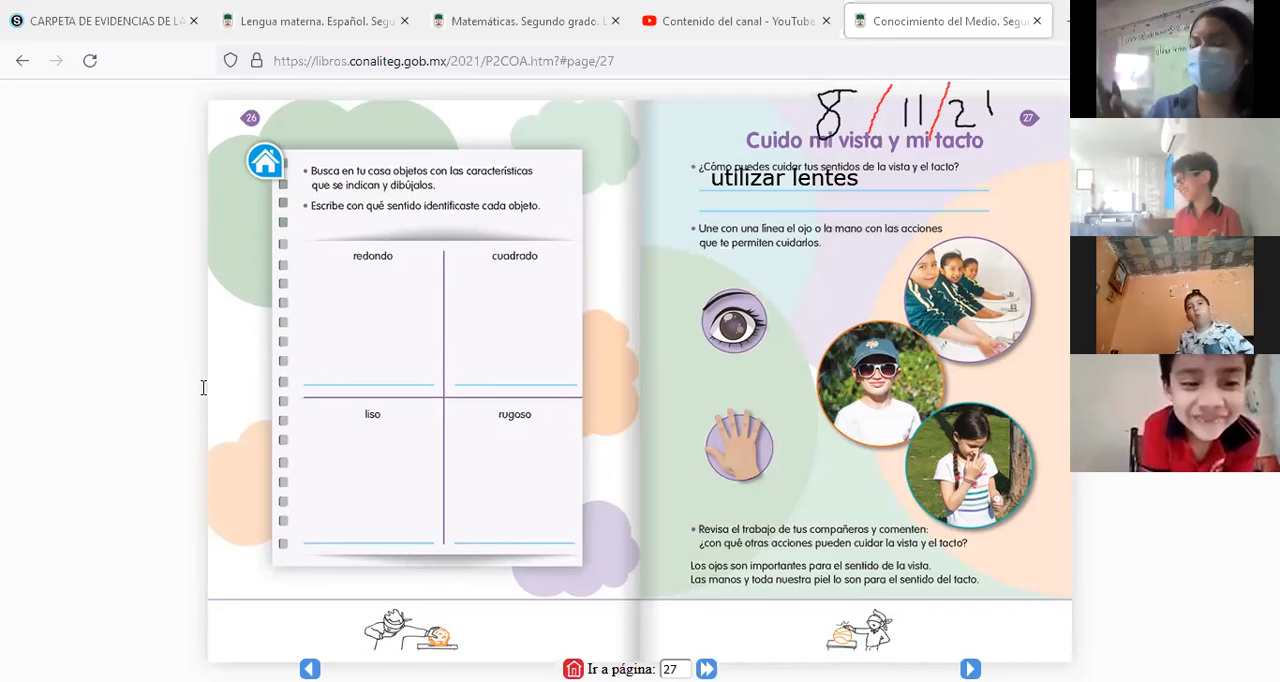 CARPETA DE EVIDENCIAS DE LA
Lengua materna. Español. Segu
Matemáticas. Segundo grado. L
Contenido del canal - YouTube
Conocimiento del Medio. Segu
https://libros.conaliteg.gob.mx/2021/P2COA.htm?#page/27
26
• Busca en tu casa objetos con las características
que se indican y dibújalos.
• Escribe con qué sentido identificaste cada objeto.
redondo
cuadrado
liso
rugoso
8/11/21
27
Cuido mi vista y mi tacto
• ¿Cómo puedes cuidar tus sentidos de la vista y el tacto?
utilizar lentes
• Une con una línea el ojo o la mano con las acciones
que te permiten cuidarlos.
• Revisa el trabajo de tus compañeros y comenten:
¿con qué otras acciones pueden cuidar la vista y el tacto?
Los ojos son importantes para el sentido de la vista.
Las manos y toda nuestra piel lo son para el sentido del tacto.
Ir a página: 27